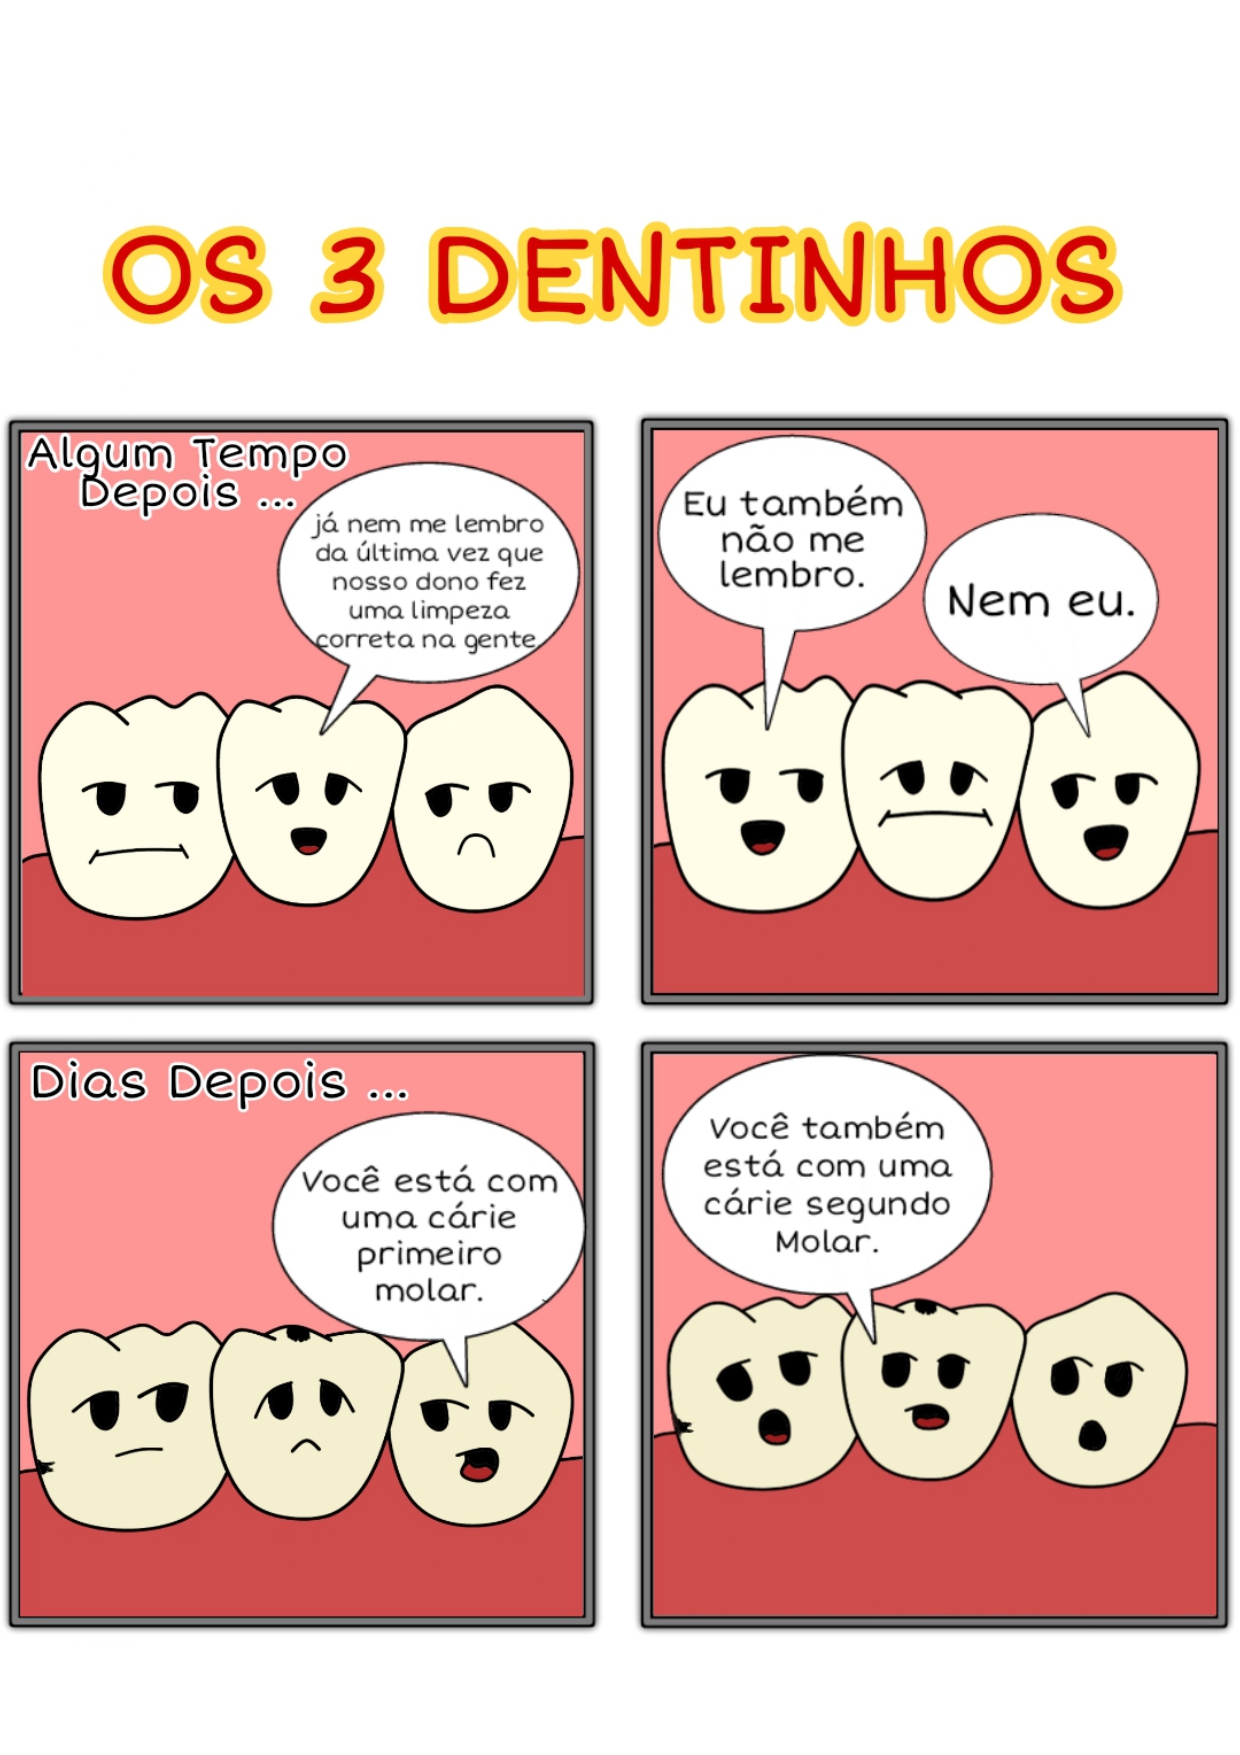 OS 3 DENTINHOS
Algum Tempo
Depois ...
já nem me lembro
da última vez que
nosso dono fez
uma limpeza
correta na gente.
Eu também
não me
lembro.
Nem eu.
Dias Depois ...
Você está com
uma cárie
primeiro
molar.
Você também
está com uma
cárie segundo
Molar.